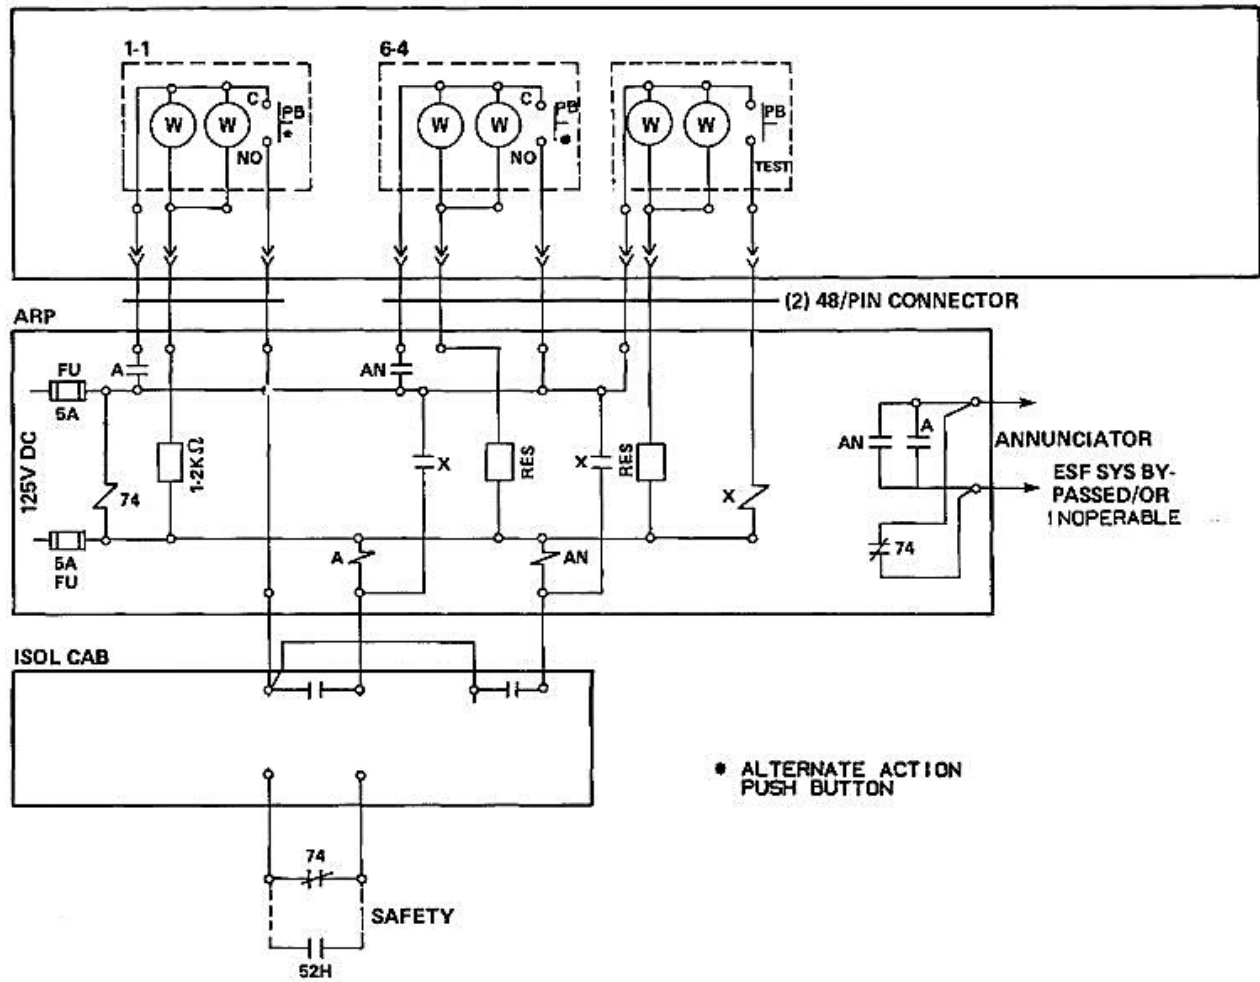 1-1
6-4
W
W
C
PB
*
NO
W
W
C
PB
*
NO
W
W
PB
TEST
(2) 48/PIN CONNECTOR
ARP
FU
5A
A
AN
125V DC
74
1-2KΩ
X
RES
X
RES
X
5A
FU
A
AN
AN
A
74
ANNUNCIATOR
ESF SYS BY-
PASSED/OR
INOPERABLE
ISOL CAB
* ALTERNATE ACTION
PUSH BUTTON
74
SAFETY
52H